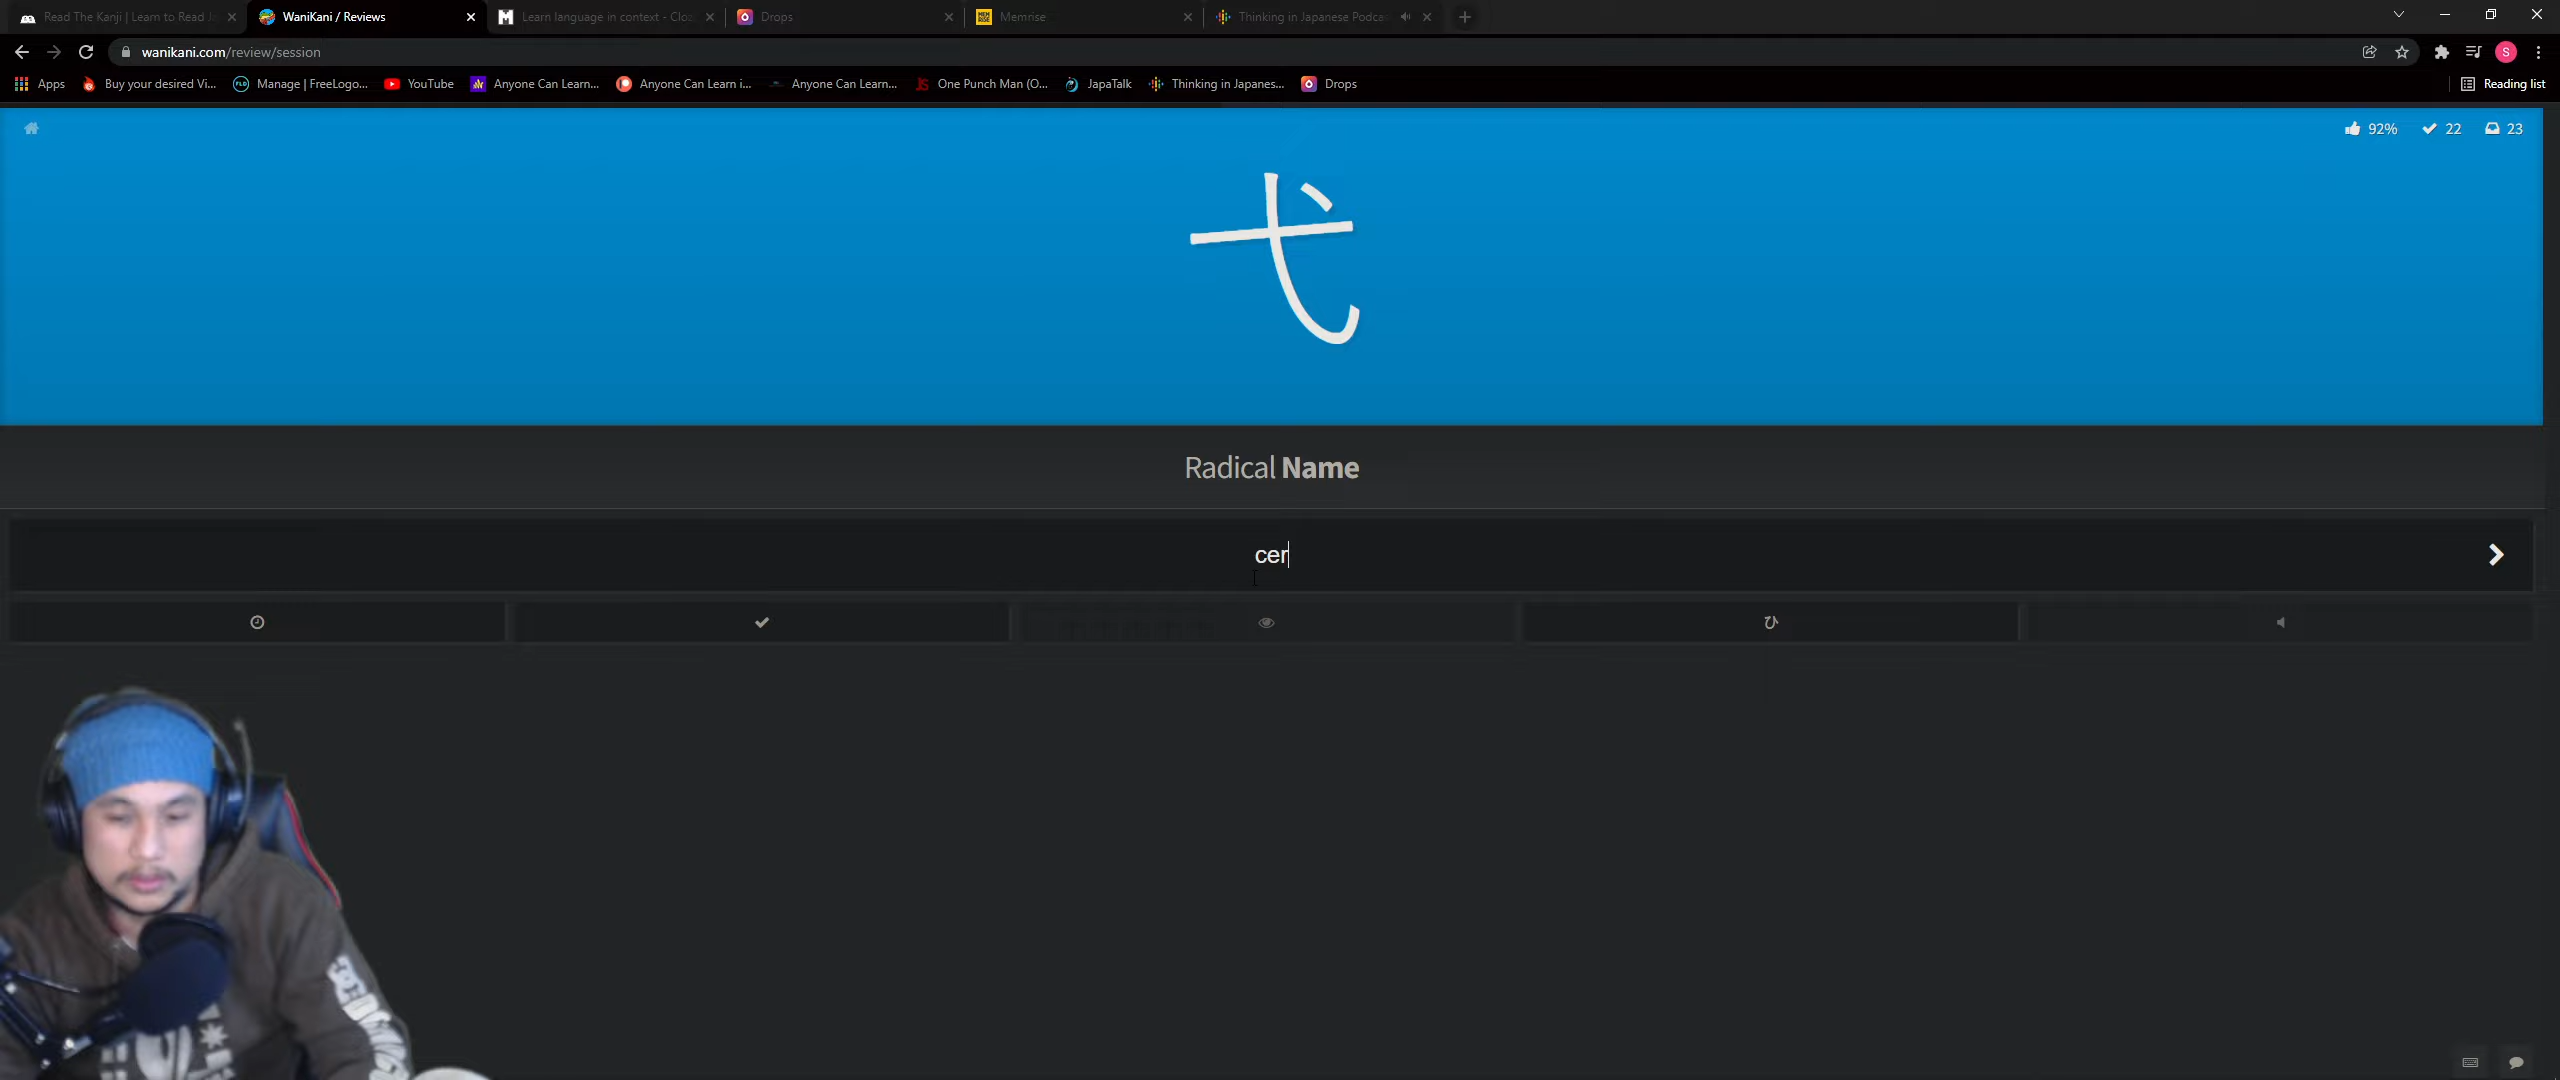 Read The Kanji | Learn to Read Ja
WaniKani / Reviews
Learn language in context - Cloz
Drops
Memrise
Thinking in Japanese Podca
wanikani.com/review/session
Apps
Buy your desired Vi...
Manage | FreeLogo...
YouTube
Anyone Can Learn...
Anyone Can Learn i...
Anyone Can Learn...
One Punch Man (O...
JapaTalk
Thinking in Japanes...
Drops
Reading list
92%
22
23
弋
Radical Name
cer
ひ